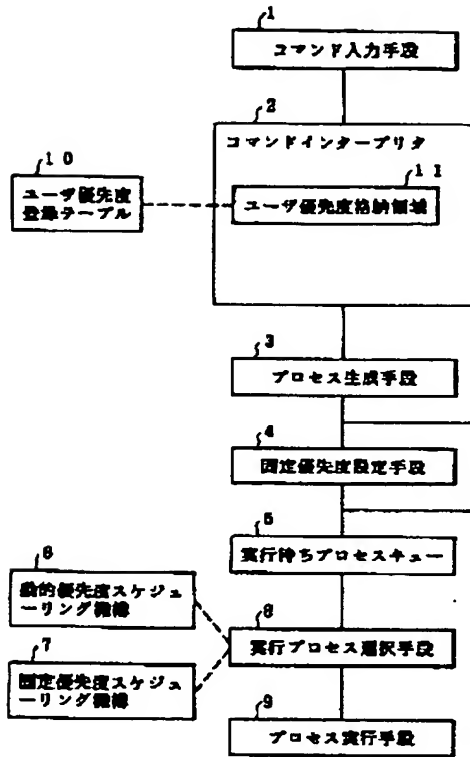 1
コマンド入力手段
2
コマンドインタープリタ
10
ユーザ優先度
登録テーブル
11
ユーザ優先度格納領域
3
プロセス生成手段
4
固定優先度設定手段
5
実行待ちプロセスキュー
6
動的優先度スケジュ
ーリング機構
8
実行プロセス選択手段
7
固定優先度スケジュ
ーリング機構
9
プロセス実行手段